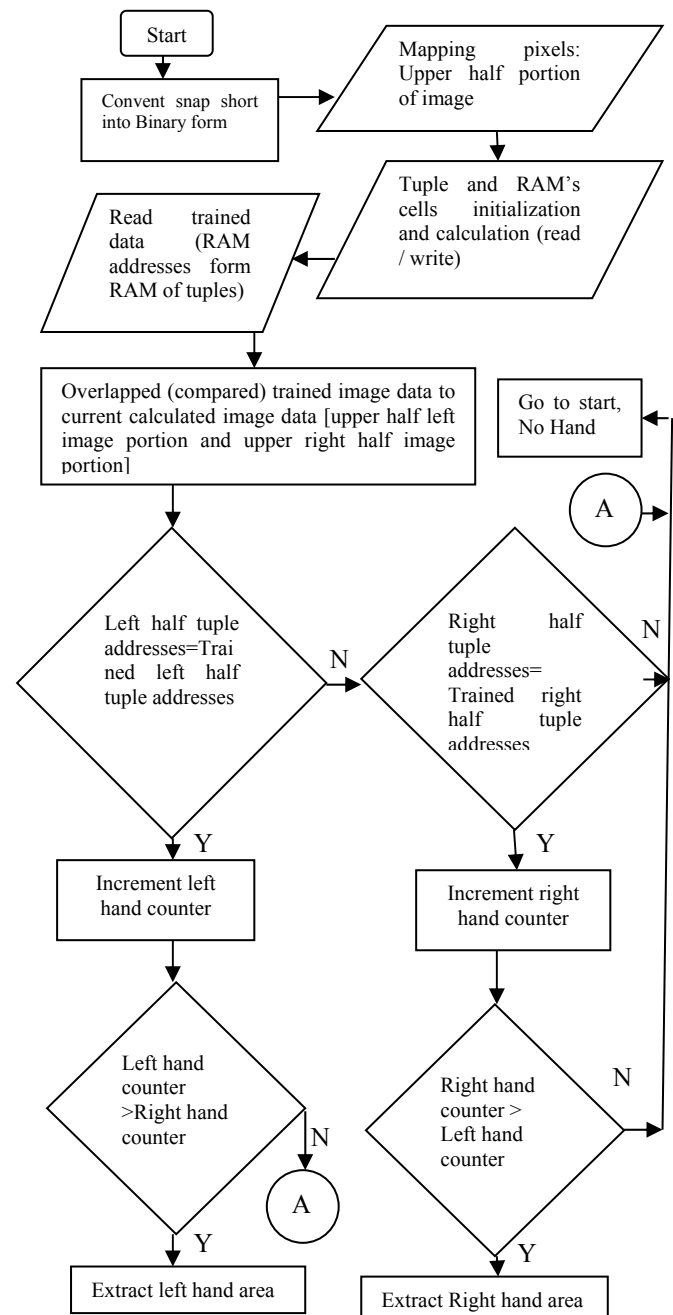 Start
Convent snap short
into Binary form
Mapping pixels:
Upper half portion
of image
Tuple and RAM's
cells initialization
and calculation (read
/ write)
Read trained
data (RAM
addresses form
RAM of tuples)
Overlapped (compared) trained image data to
current calculated image data [upper half left
image portion and upper right half image
portion]
Go to start,
No Hand
A
Left half tuple
addresses=Trai
ned left half
tuple addresses
N
Right half
tuple
addresses=
Trained right
half tuple
addresses
N
Y
Y
Increment left
hand counter
Increment right
hand counter
Left hand
counter
>Right hand
counter
N
A
Right hand
counter >
Left hand
counter
N
Y
Y
Extract left hand area
Extract Right hand area